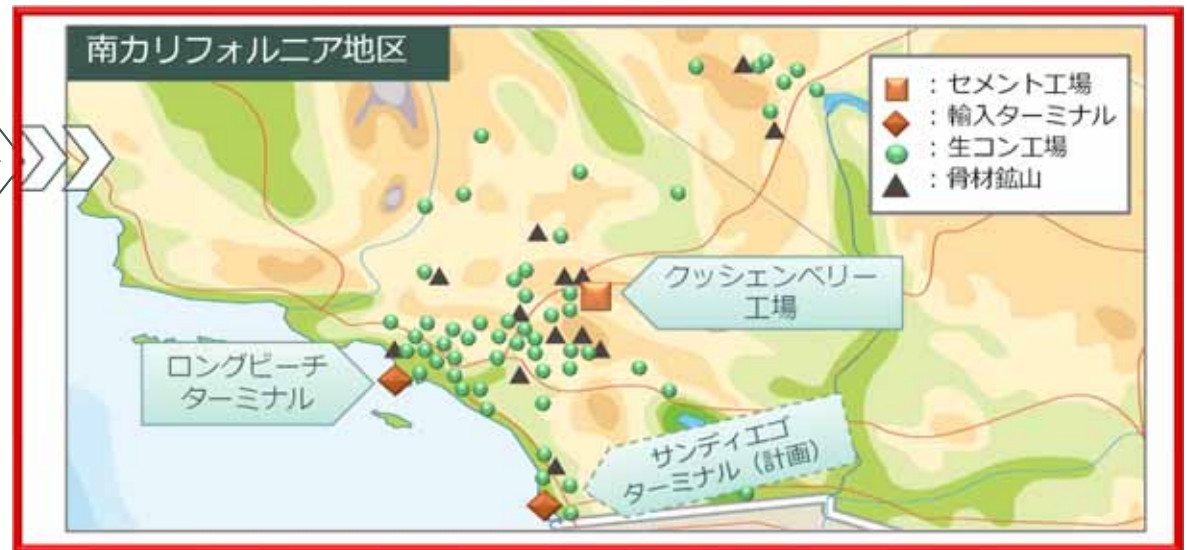 南カリフォルニア地区
：セメント工場
：輸入ターミナル
：生コン工場
：骨材鉱山
クッシェンベリー
工場
ロングビーチ
ターミナル
サンディエゴ
ターミナル（計画）